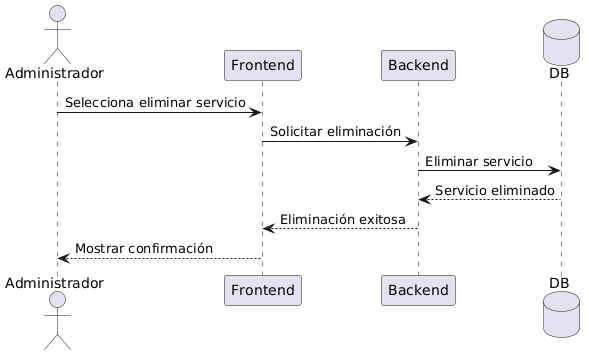 Administrador
Frontend
Backend
DB
Selecciona eliminar servicio
Solicitar eliminación
Eliminar servicio
Servicio eliminado
Eliminación exitosa
Mostrar confirmación
Administrador
Frontend
Backend
DB